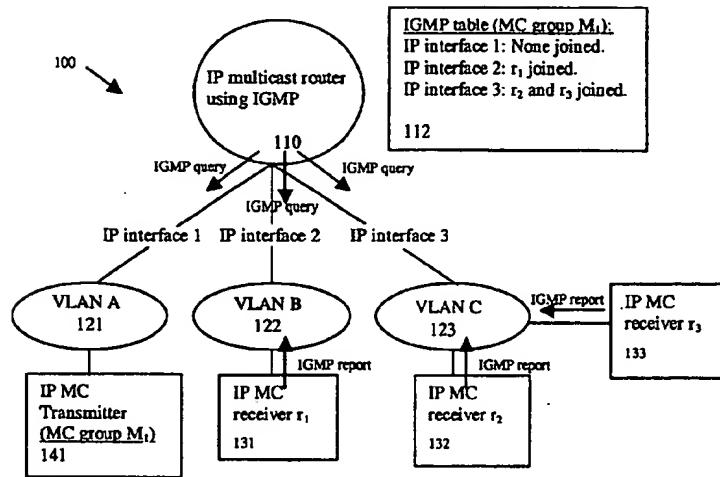 100
IP multicast router
using IGMP
110
IGMP table (MC group M₁):
IP interface 1: None joined.
IP interface 2: r₁ joined.
IP interface 3: r₂ and r₃ joined.
112
IGMP query
IGMP query
IGMP query
IP interface 1
IP interface 2
IP interface 3
VLAN A
121
VLAN B
122
VLAN C
123
IGMP report
IP MC
receiver r₃
133
IGMP report
IGMP report
IP MC
Transmitter
(MC group M₁)
141
IP MC
receiver r₁
131
IP MC
receiver r₂
132